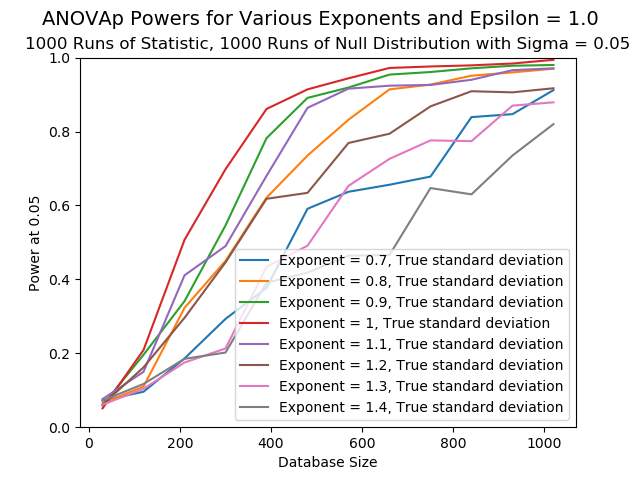 ANOVAp Powers for Various Exponents and Epsilon = 1.0
1000 Runs of Statistic, 1000 Runs of Null Distribution with Sigma = 0.05
1.0
0.8
0.6
0.4
0.2
0.0
Power at 0.05
Exponent = 0.7, True standard deviation
Exponent = 0.8, True standard deviation
Exponent = 0.9, True standard deviation
Exponent = 1, True standard deviation
Exponent = 1.1, True standard deviation
Exponent = 1.2, True standard deviation
Exponent = 1.3, True standard deviation
Exponent = 1.4, True standard deviation
0 200 400 600 800 1000
Database Size